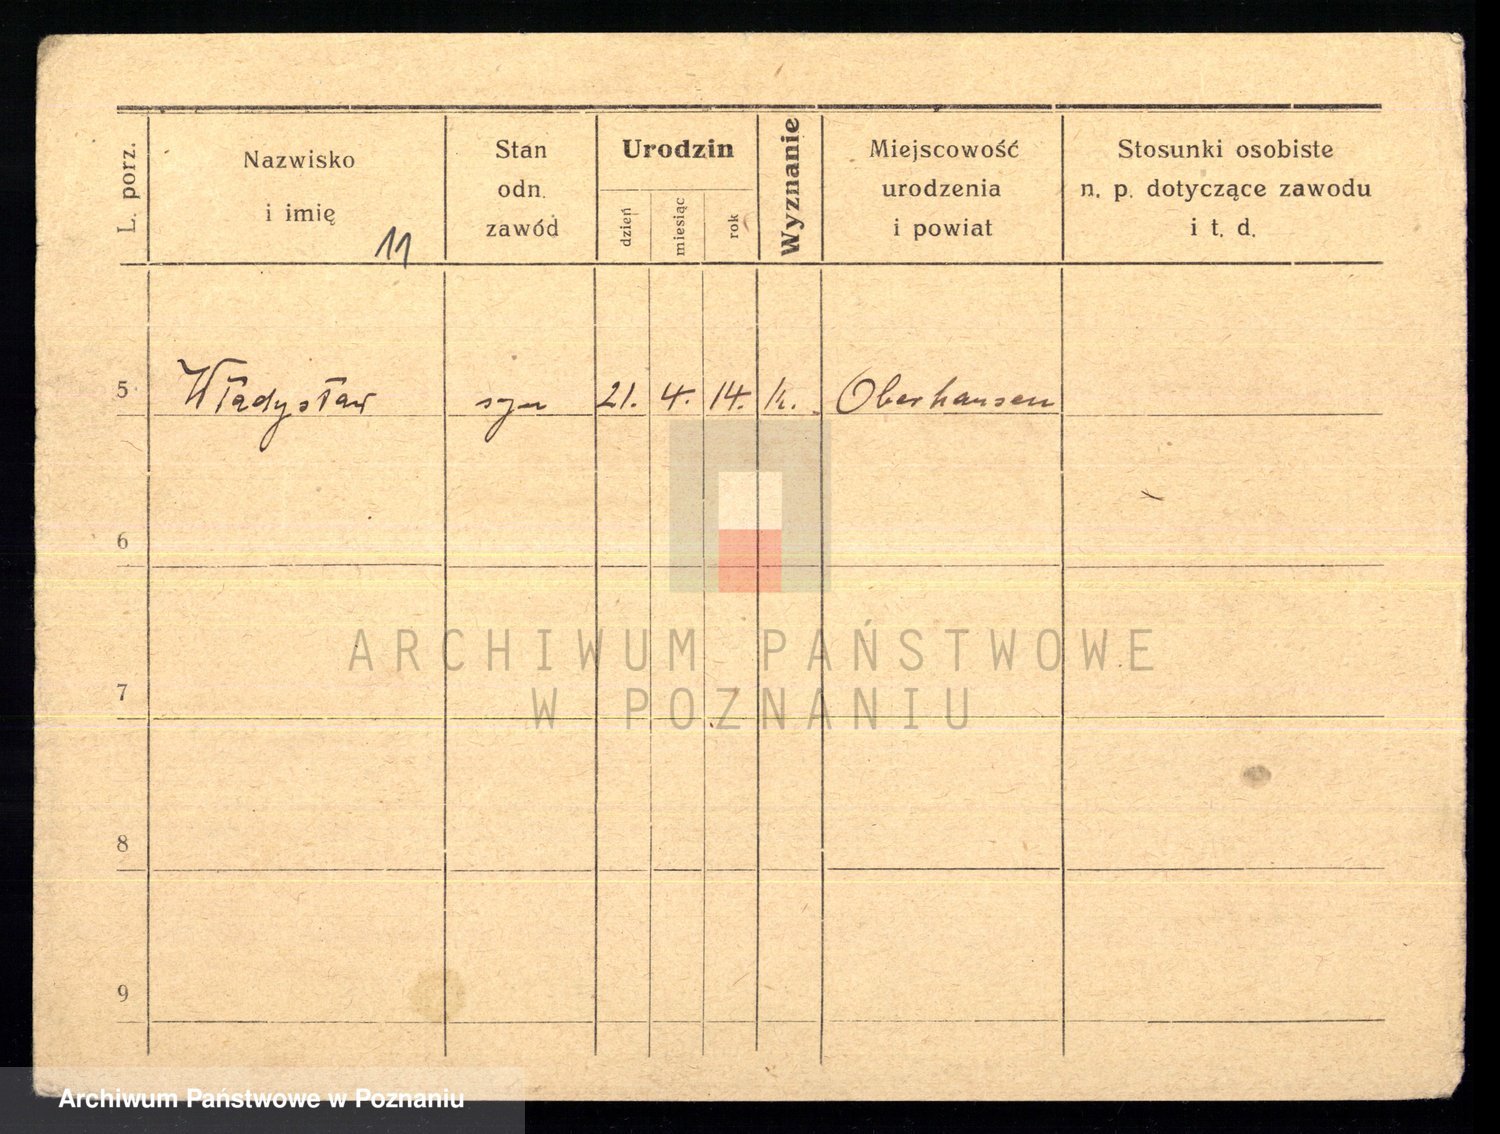 L. porz.
Nazwisko
i imię
11
Stan
odn.
zawód
Urodzin
dzień
miesiąc
rok
Wyznanie
Miejscowość
urodzenia
i powiat
Stosunki osobiste
n. p. dotyczące zawodu
i t. d.
5 Władysław syn 21. 4. 14. k. Oberhausen
6
7
8
9
ARCHIWUM PAŃSTWOWE
W POZNANIU
Archiwum Państwowe w Poznaniu